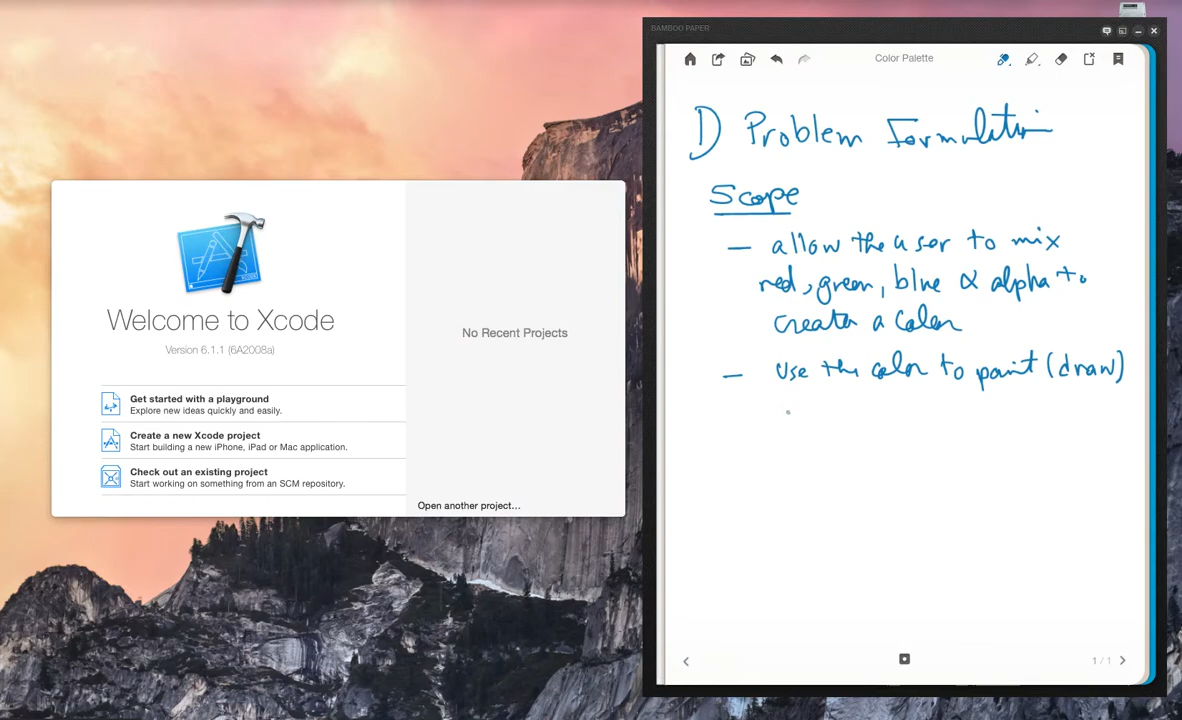 Welcome to Xcode
Version 6.1.1 (6A2008a)
Get started with a playground
Explore new ideas quickly and easily.
Create a new Xcode project
Start building a new iPhone, iPad or Mac application.
Check out an existing project
Start working on something from an SCM repository.
No Recent Projects
Open another project...
BAMBOO PAPER
Color Palette
1) Problem Formulation
Scope
— allow the user to mix
red, green, blue & alpha to
create a color
— use the color to paint (draw)
1 / 1